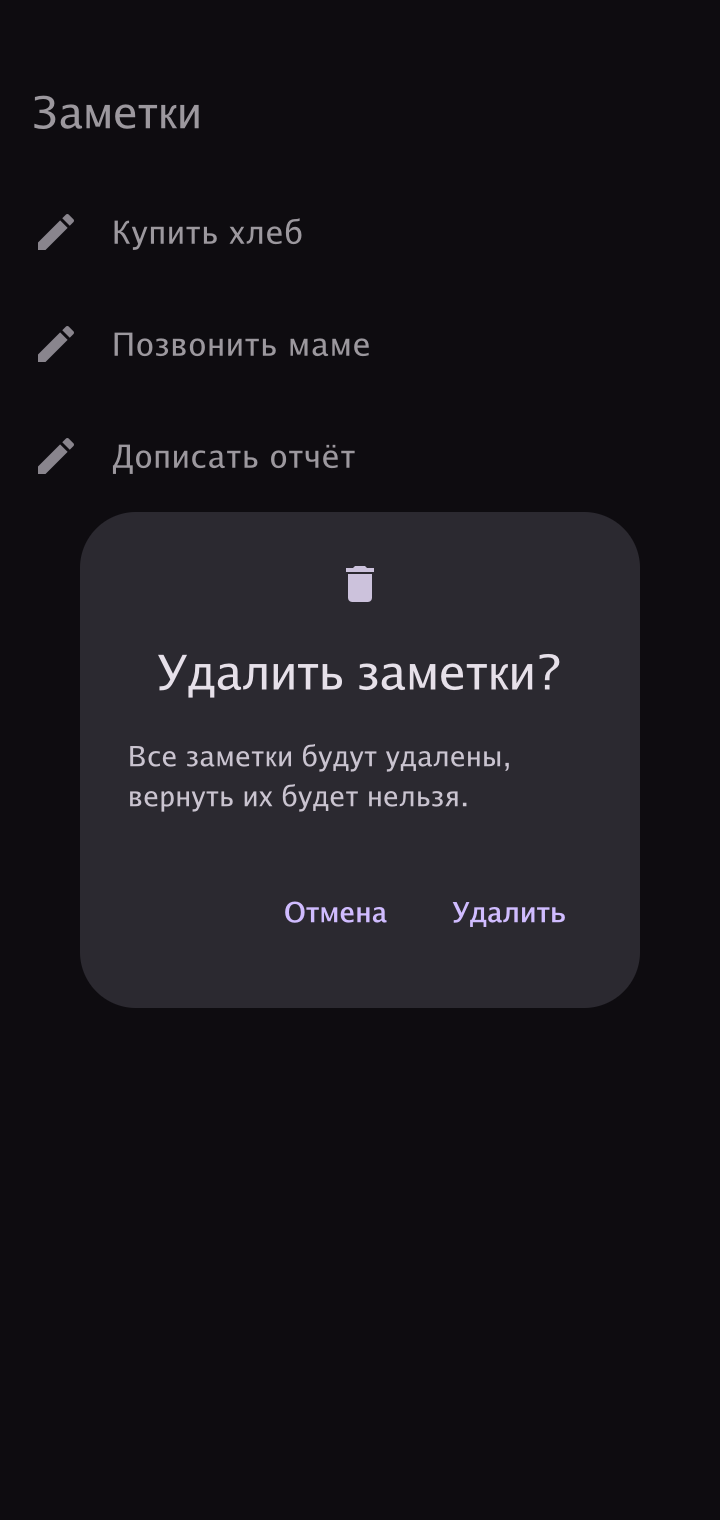 Заметки
Купить хлеб
Позвонить маме
Дописать отчёт
Удалить заметки?
Все заметки будут удалены,
вернуть их будет нельзя.
Отмена Удалить